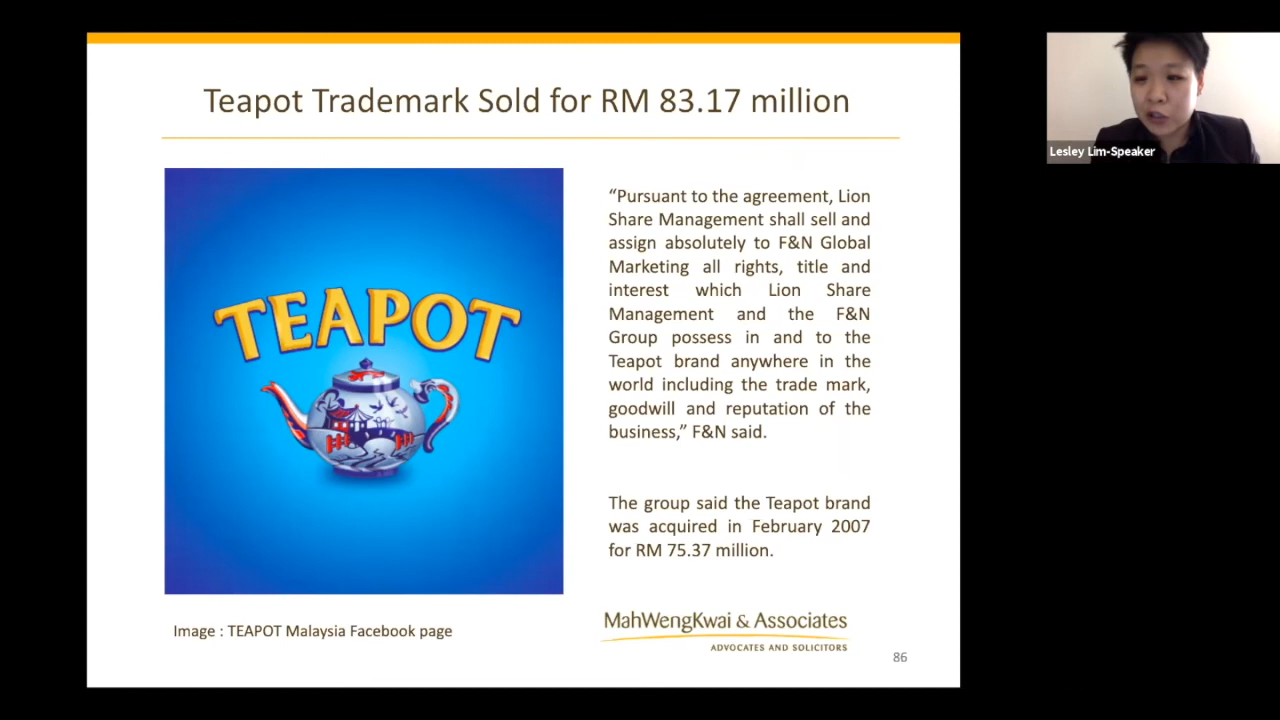 Teapot Trademark Sold for RM 83.17 million
TEAPOT
“Pursuant to the agreement, Lion
Share Management shall sell and
assign absolutely to F&N Global
Marketing all rights, title and
interest which Lion Share
Management and the F&N
Group possess in and to the
Teapot brand anywhere in the
world including the trade mark,
goodwill and reputation of the
business,” F&N said.
The group said the Teapot brand
was acquired in February 2007
for RM 75.37 million.
Image : TEAPOT Malaysia Facebook page
MahWengKwai & Associates
ADVOCATES AND SOLICITORS
86
Lesley Lim-Speaker